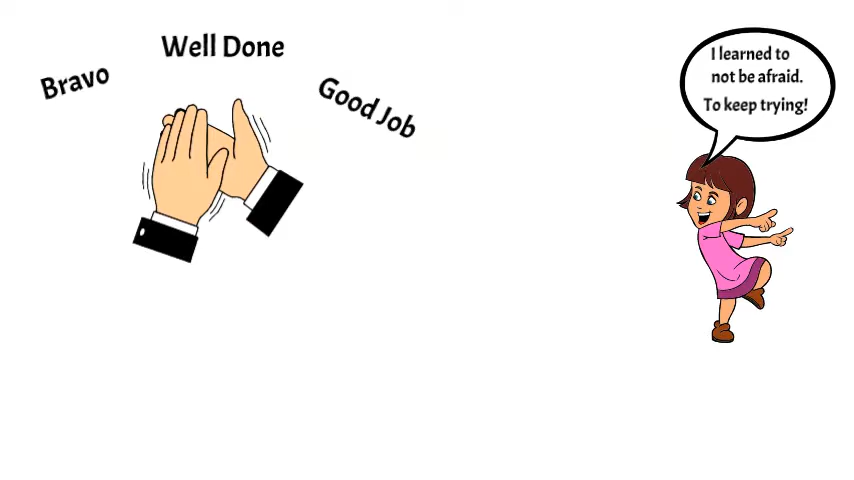 Well Done
Bravo
Good Job
I learned to
not be afraid.
To keep trying!